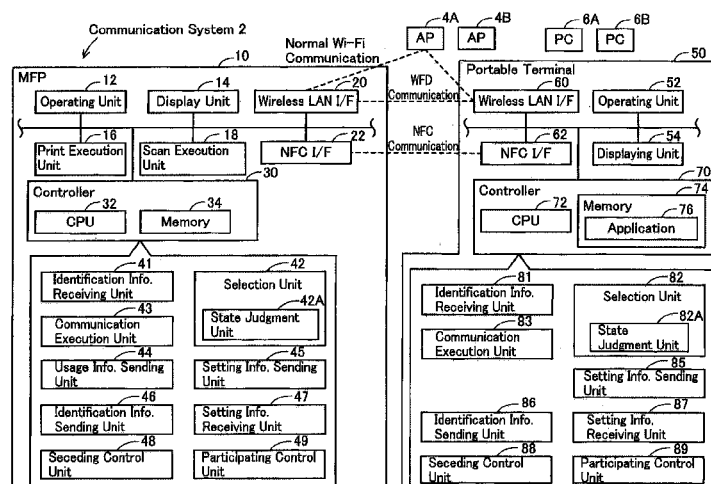 Communication System 2
4A
4B
6A
6B
AP
AP
PC
PC
Normal Wi-Fi
Communication
10
50
MFP
Portable Terminal
12
14
20
WFD
Communication
60
52
Operating Unit
Display Unit
Wireless LAN I/F
Wireless LAN I/F
Operating Unit
16
18
22
NFC
Communication
62
54
Print Execution
Unit
Scan Execution
Unit
NFC I/F
NFC I/F
Displaying Unit
30
70
Controller
32
34
CPU
Memory
Controller
72
CPU
74
Memory
76
Application
41
42
Identification Info.
Receiving Unit
Selection Unit
43
42A
Communication
Execution Unit
State Judgment
Unit
44
45
Usage Info. Sending
Unit
Setting Info. Sending
Unit
46
47
Identification Info.
Sending Unit
Setting Info.
Receiving Unit
48
49
Seceding Control
Unit
Participating Control
Unit
81
82
Identification Info.
Receiving Unit
Selection Unit
83
82A
Communication
Execution Unit
State
Judgment Unit
85
Setting Info. Sending
Unit
86
87
Identification Info.
Sending Unit
Setting Info.
Receiving Unit
88
89
Seceding Control
Unit
Participating Control
Unit